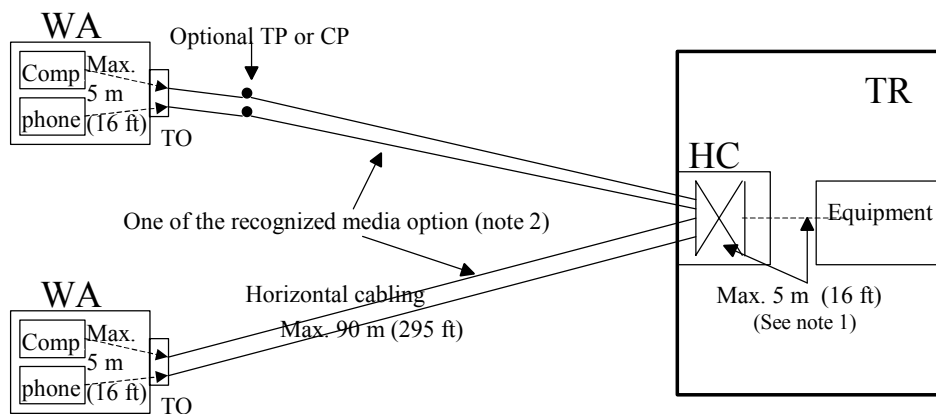 WA
Comp
Max.
5 m
phone
(16 ft)
TO
Optional TP or CP
TR
HC
Equipment
One of the recognized media option (note 2)
Max. 5 m (16 ft)
(See note 1)
Horizontal cabling
Max. 90 m (295 ft)
WA
Comp
Max.
5 m
phone
(16 ft)
TO